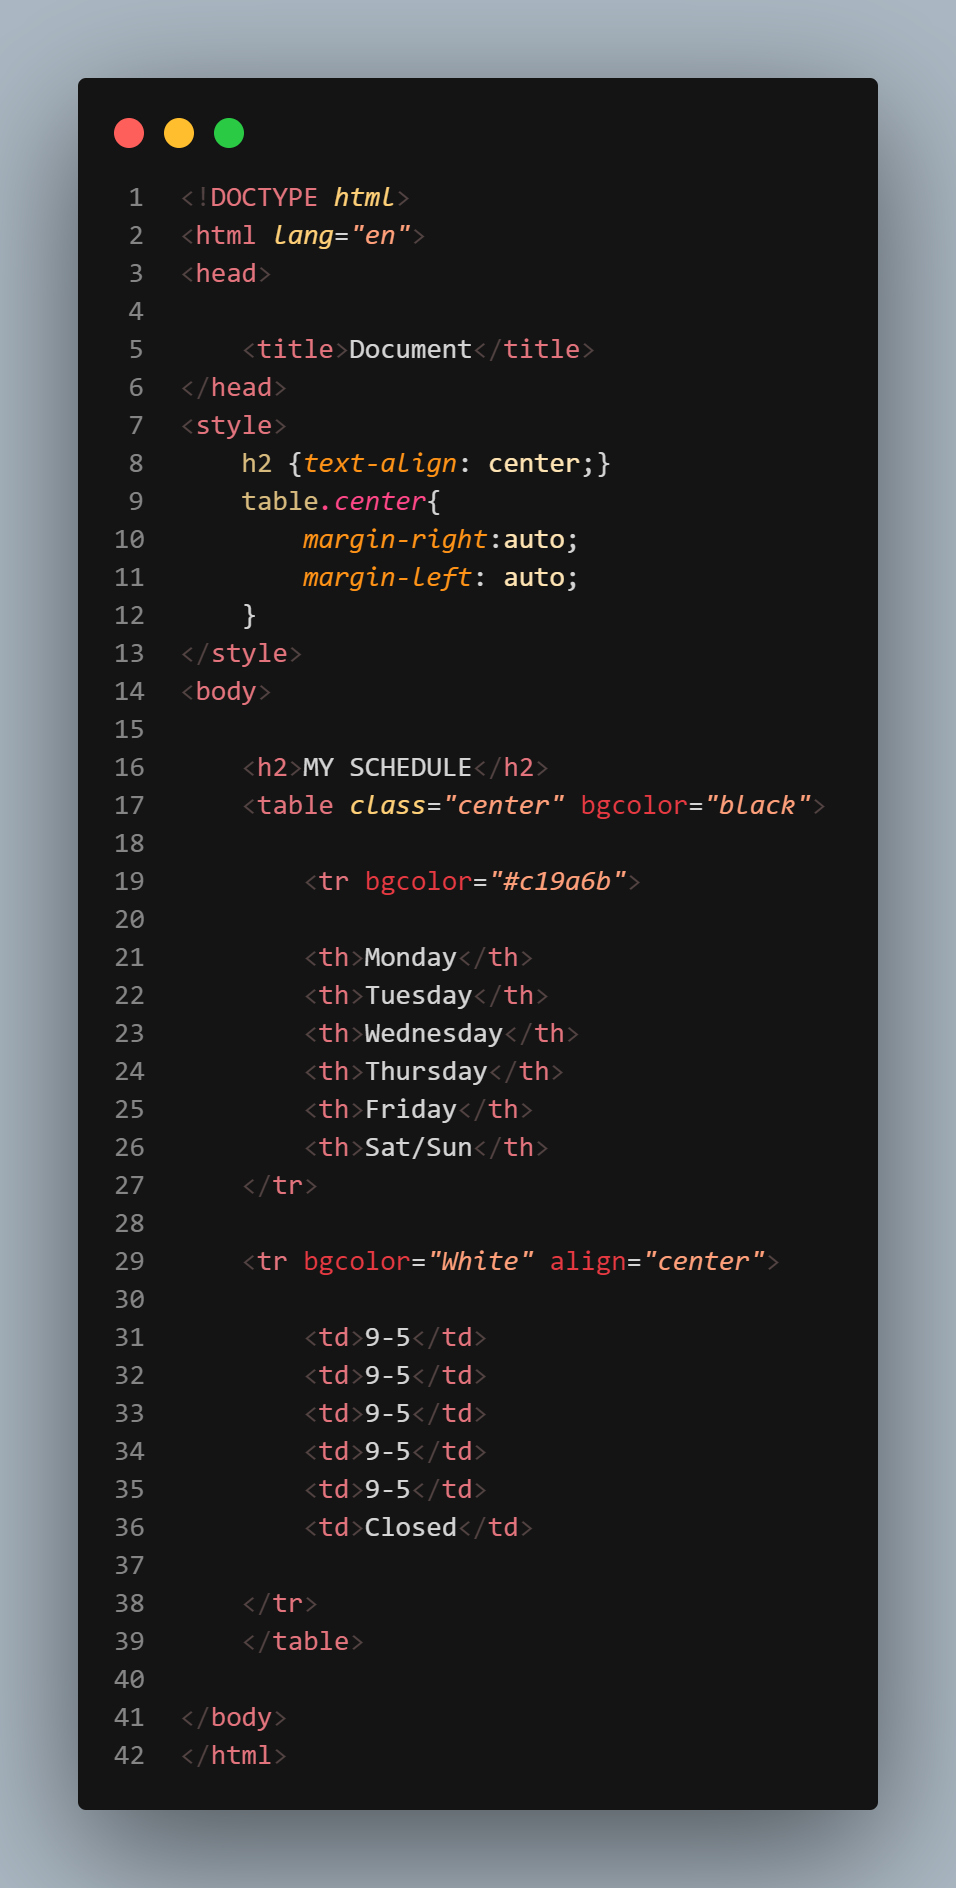 1 <!DOCTYPE html>
2 <html lang="en">
3 <head>
4
5     <title>Document</title>
6 </head>
7 <style>
8     h2 {text-align: center;}
9     table.center{
10         margin-right:auto;
11         margin-left: auto;
12     }
13 </style>
14 <body>
15
16     <h2>MY SCHEDULE</h2>
17     <table class="center" bgcolor="black">
18
19         <tr bgcolor="#c19a6b">
20
21         <th>Monday</th>
22         <th>Tuesday</th>
23         <th>Wednesday</th>
24         <th>Thursday</th>
25         <th>Friday</th>
26         <th>Sat/Sun</th>
27     </tr>
28
29     <tr bgcolor="White" align="center">
30
31         <td>9-5</td>
32         <td>9-5</td>
33         <td>9-5</td>
34         <td>9-5</td>
35         <td>9-5</td>
36         <td>Closed</td>
37
38     </tr>
39     </table>
40
41 </body>
42 </html>